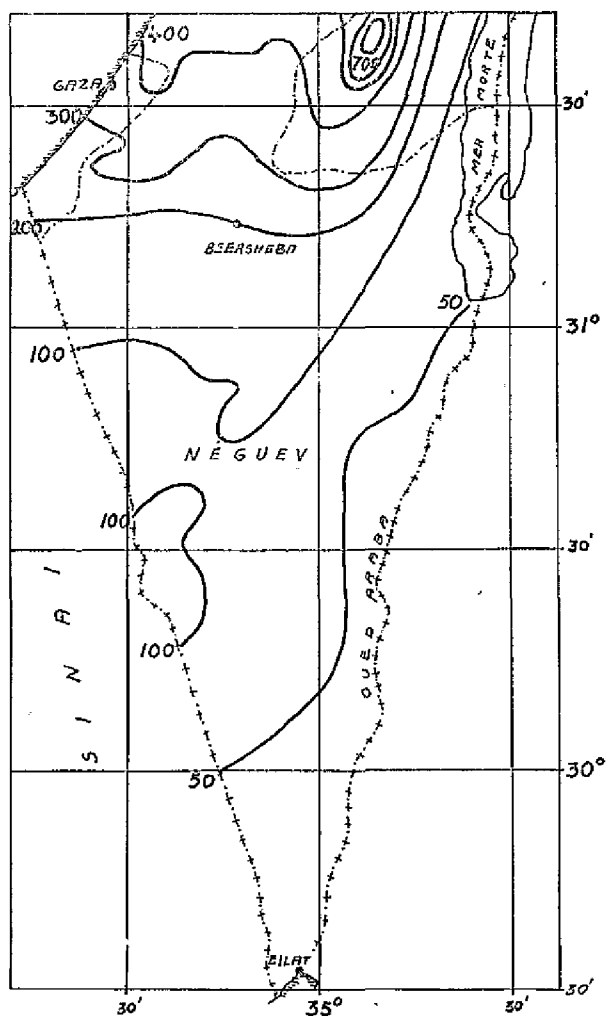 400
700
GAZA
30'
300
MER MORTE
200
BEERSHEBA
50
31°
100
NÉGUEV
100
30'
OUED ARABA
SINAI
100
50
30°
EILAT
30'
30'
35°
30'